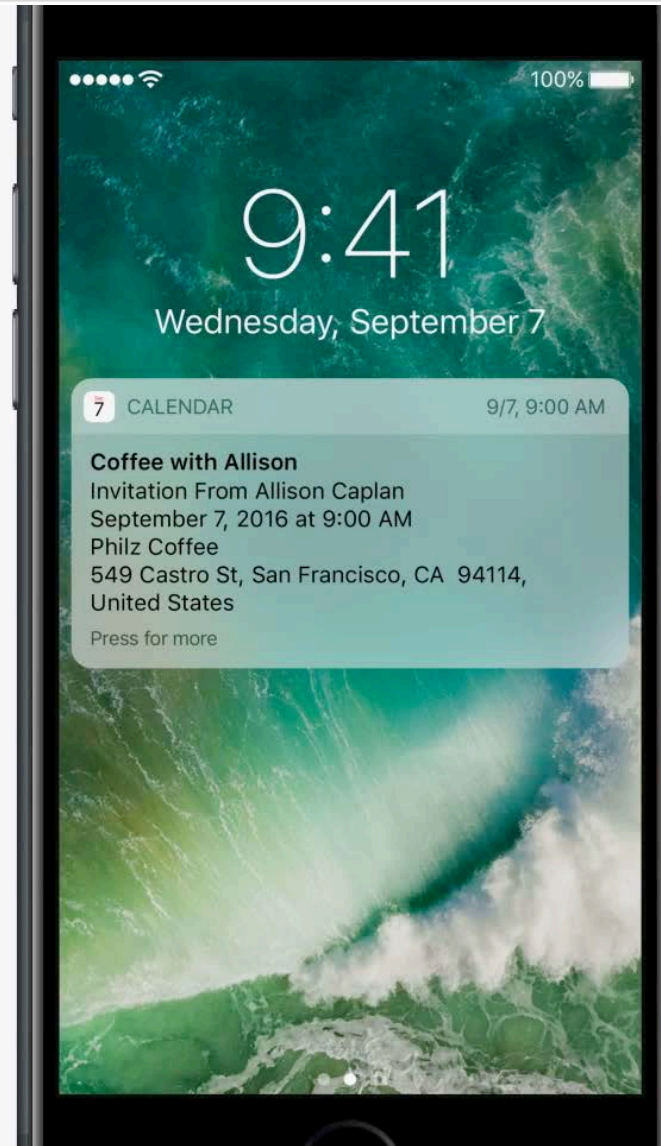 100%
9:41
Wednesday, September 7
7 CALENDAR 9/7, 9:00 AM
Coffee with Allison
Invitation From Allison Caplan
September 7, 2016 at 9:00 AM
Philz Coffee
549 Castro St, San Francisco, CA  94114,
United States
Press for more